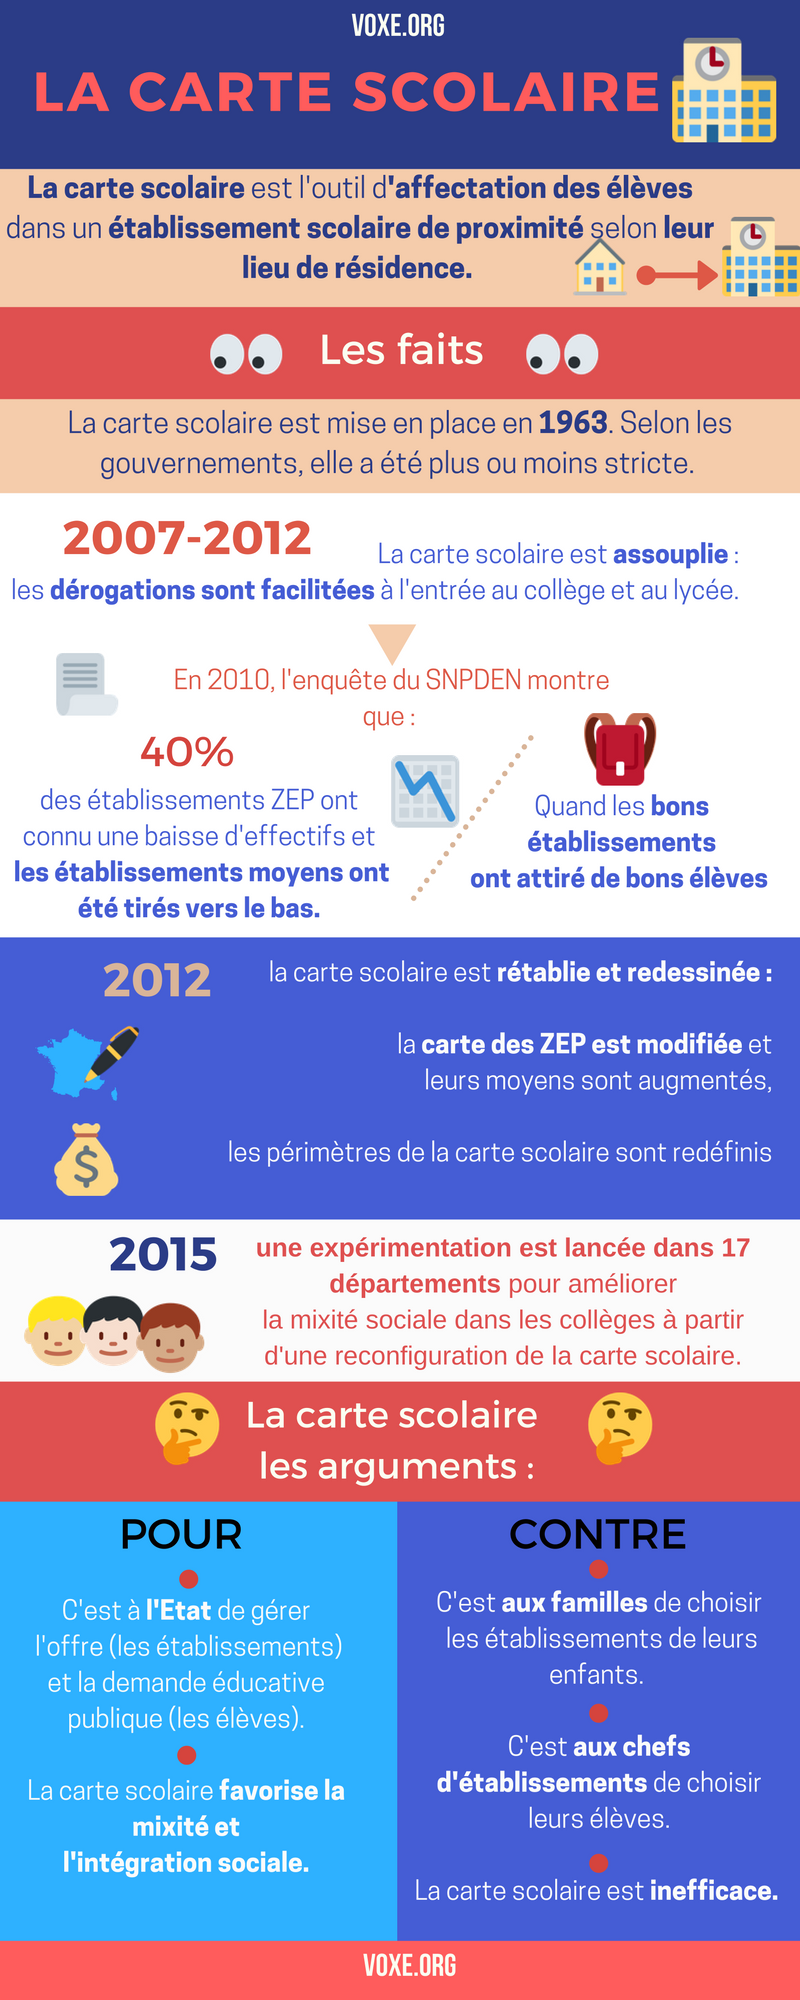 VOXE.ORG
LA CARTE SCOLAIRE
La carte scolaire est l'outil d'affectation des élèves
dans un établissement scolaire de proximité selon leur
lieu de résidence.
Les faits
La carte scolaire est mise en place en 1963. Selon les
gouvernements, elle a été plus ou moins stricte.
2007-2012
La carte scolaire est assouplie :
les dérogations sont facilitées à l'entrée au collège et au lycée.
En 2010, l'enquête du SNPDEN montre
que :
40%
des établissements ZEP ont
connu une baisse d'effectifs et
les établissements moyens ont
été tirés vers le bas.
Quand les bons
établissements
ont attiré de bons élèves
2012
la carte scolaire est rétablie et redessinée :
la carte des ZEP est modifiée et
leurs moyens sont augmentés,
$
les périmètres de la carte scolaire sont redéfinis
2015
une expérimentation est lancée dans 17
départements pour améliorer
la mixité sociale dans les collèges à partir
d'une reconfiguration de la carte scolaire.
La carte scolaire
les arguments :
POUR
C'est à l'Etat de gérer
l'offre (les établissements)
et la demande éducative
publique (les élèves).
La carte scolaire favorise la
mixité et
l'intégration sociale.
CONTRE
C'est aux familles de choisir
les établissements de leurs
enfants.
C'est aux chefs
d'établissements de choisir
leurs élèves.
La carte scolaire est inefficace.
VOXE.ORG